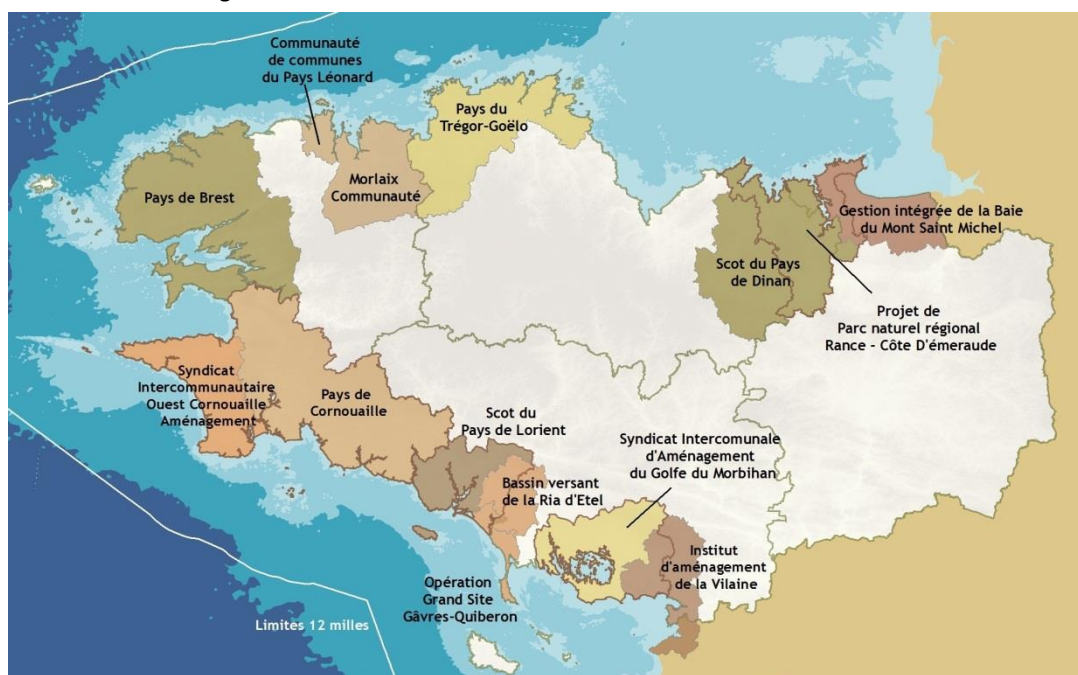 Communauté
de communes
du Pays Léonard
Pays du
Trégor-Goëlo
Pays de Brest
Morlaix
Communauté
Gestion intégrée de la Baie
du Mont Saint Michel
Scot du Pays
de Dinan
Projet de
Parc naturel régional
Rance - Côte D'émeraude
Syndicat
Intercommunautaire
Ouest Cornouaille
Aménagement
Pays de
Cornouaille
Scot du
Pays de Lorient
Syndicat Intercomunale
d'Aménagement
du Golfe du Morbihan
Bassin versant
de la Ria d'Etel
Institut
d'aménagement
de la Vilaine
Opération
Grand Site
Gâvres-Quiberon
Limites 12 milles